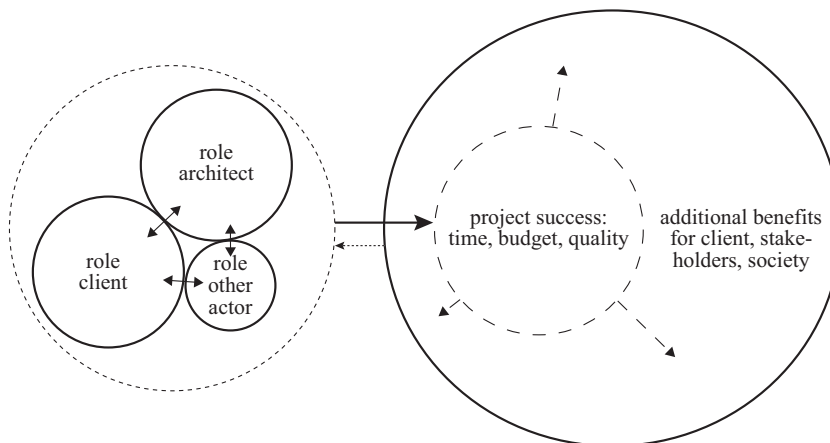 role
architect
role
client
role
other
actor
project success:
time, budget, quality
additional benefits
for client, stake-
holders, society